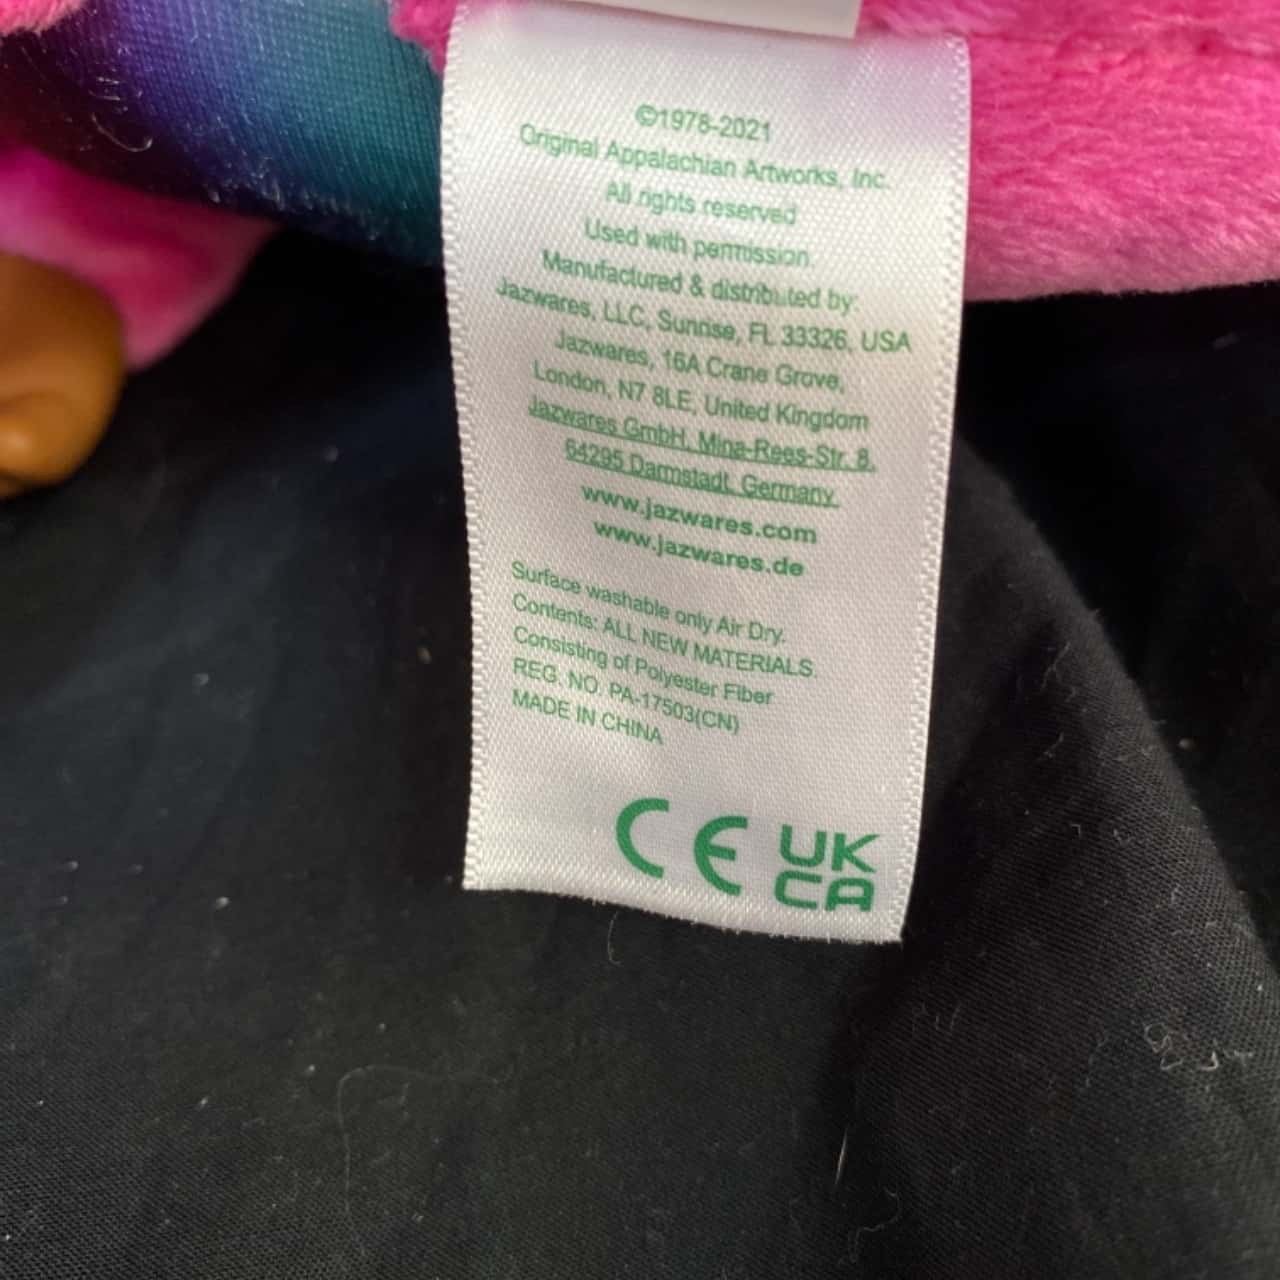 ©1978-2021
Original Appalachian Artworks, Inc.
All rights reserved
Used with permission.
Manufactured & distributed by:
Jazwares, LLC, Sunrise, FL 33326. USA
Jazwares, 16A Crane Grove,
London, N7 8LE, United Kingdom
Jazwares GmbH, Mina-Rees-Str. 8,
64295 Darmstadt, Germany.
www.jazwares.com
www.jazwares.de
Surface washable only Air Dry.
Contents: ALL NEW MATERIALS.
Consisting of Polyester Fiber
REG. NO. PA-17503(CN)
MADE IN CHINA
CE UK
CA